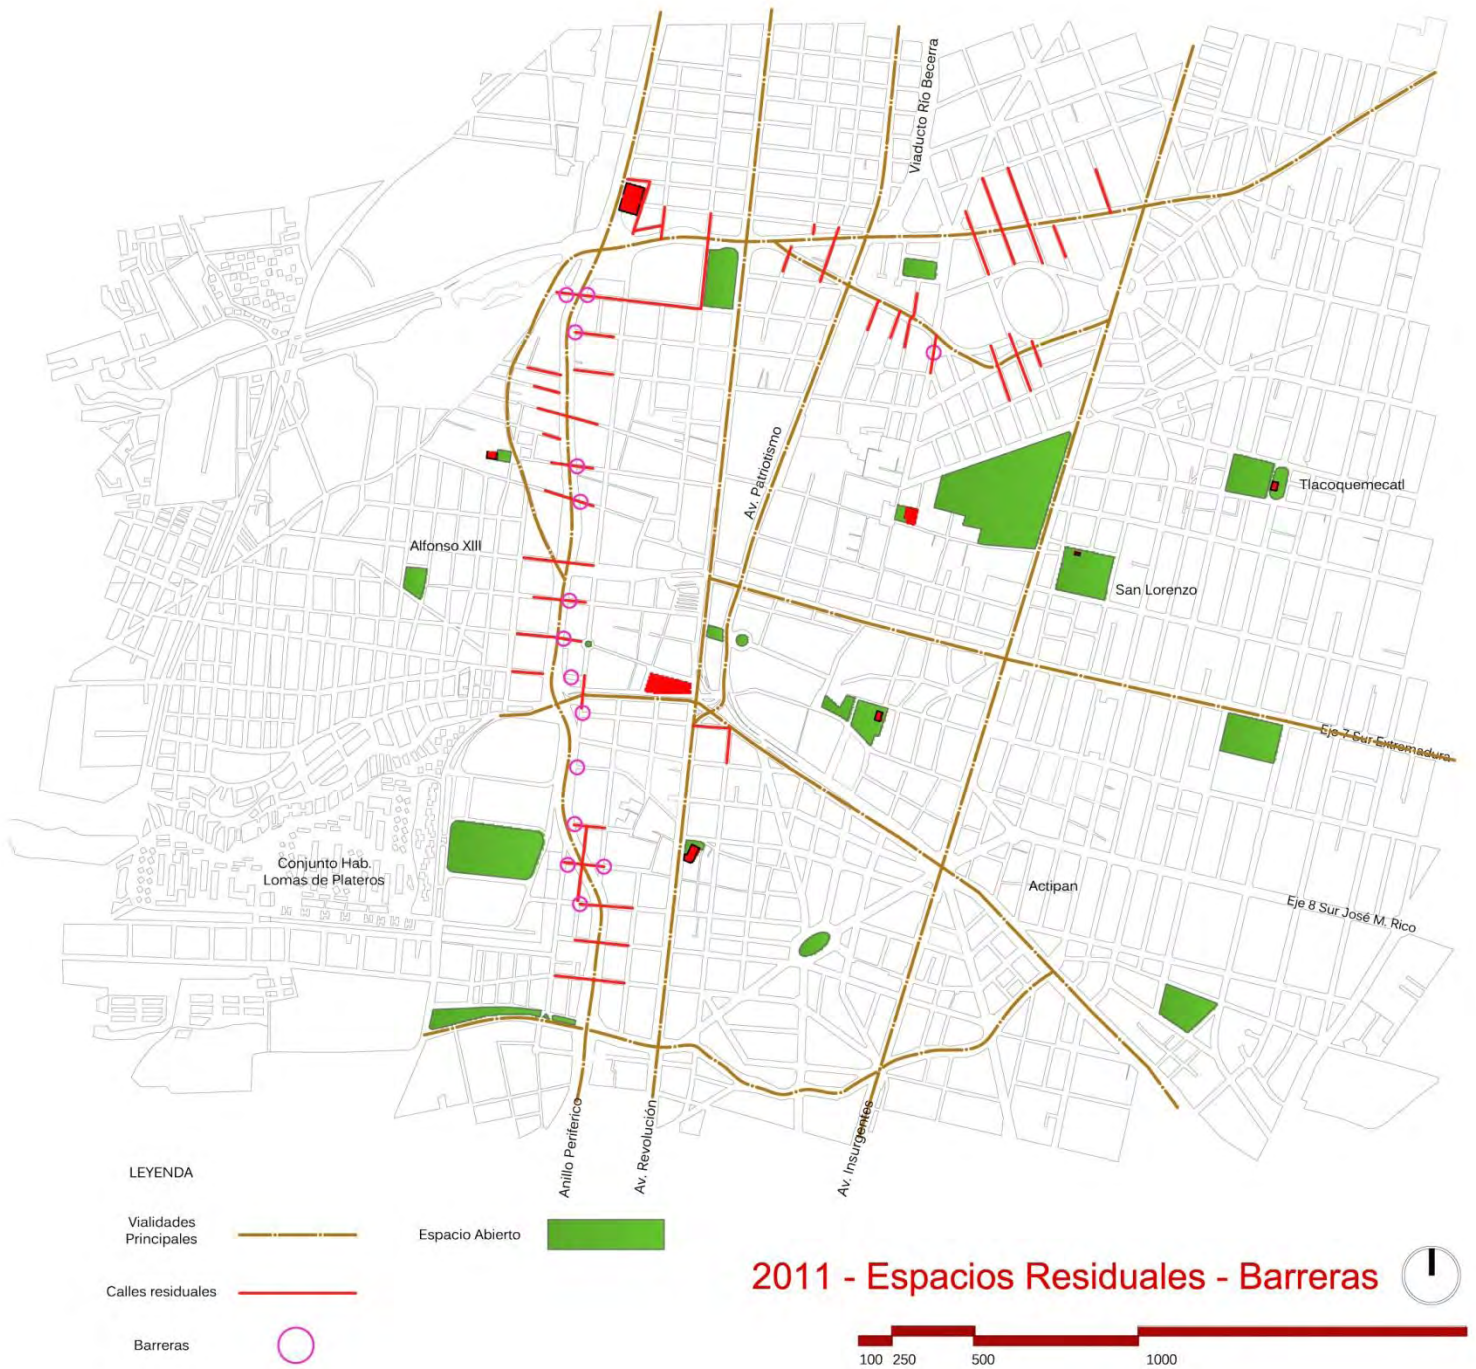 Viaducto Río Becerra
Av. Patriotismo
Tlacoquemecatl
Alfonso XIII
San Lorenzo
Eje 7 Sur Extremadura
Conjunto Hab.
Lomas de Plateros
Actipan
Eje 8 Sur José M. Rico
Anillo Periferico
Av. Revolución
Av. Insurgentes
LEYENDA
Vialidades
Principales
Espacio Abierto
Calles residuales
Barreras
2011 - Espacios Residuales - Barreras
100 250 500 1000